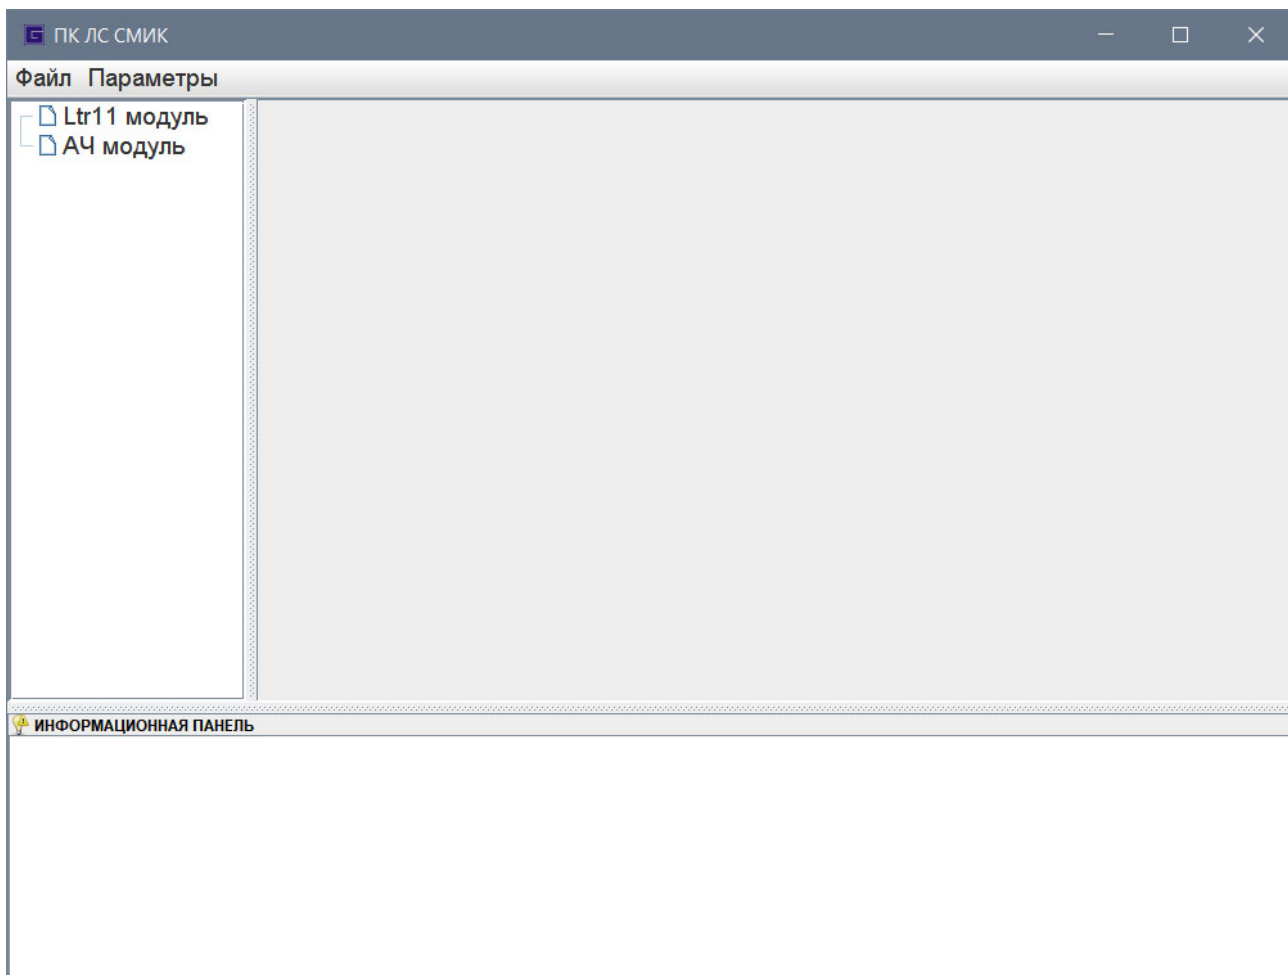 ПК ЛС СМИК
Файл Параметры
Ltr11 модуль
АЧ модуль
ИНФОРМАЦИОННАЯ ПАНЕЛЬ